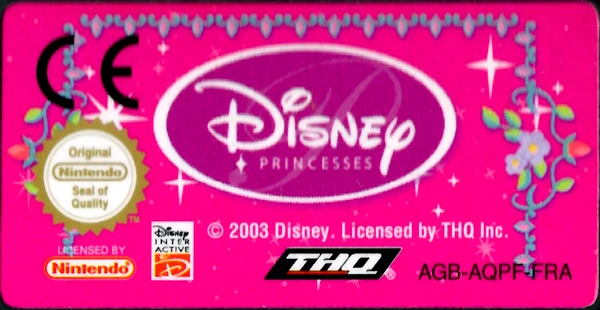 CE
Disney
PRINCESSES
Original
Nintendo
Seal of
Quality
TM
© 2003 Disney. Licensed by THQ Inc.
LICENSED BY
Nintendo
Disney
INTER
ACTIVE
THQ®
AGB-AQPF-FRA